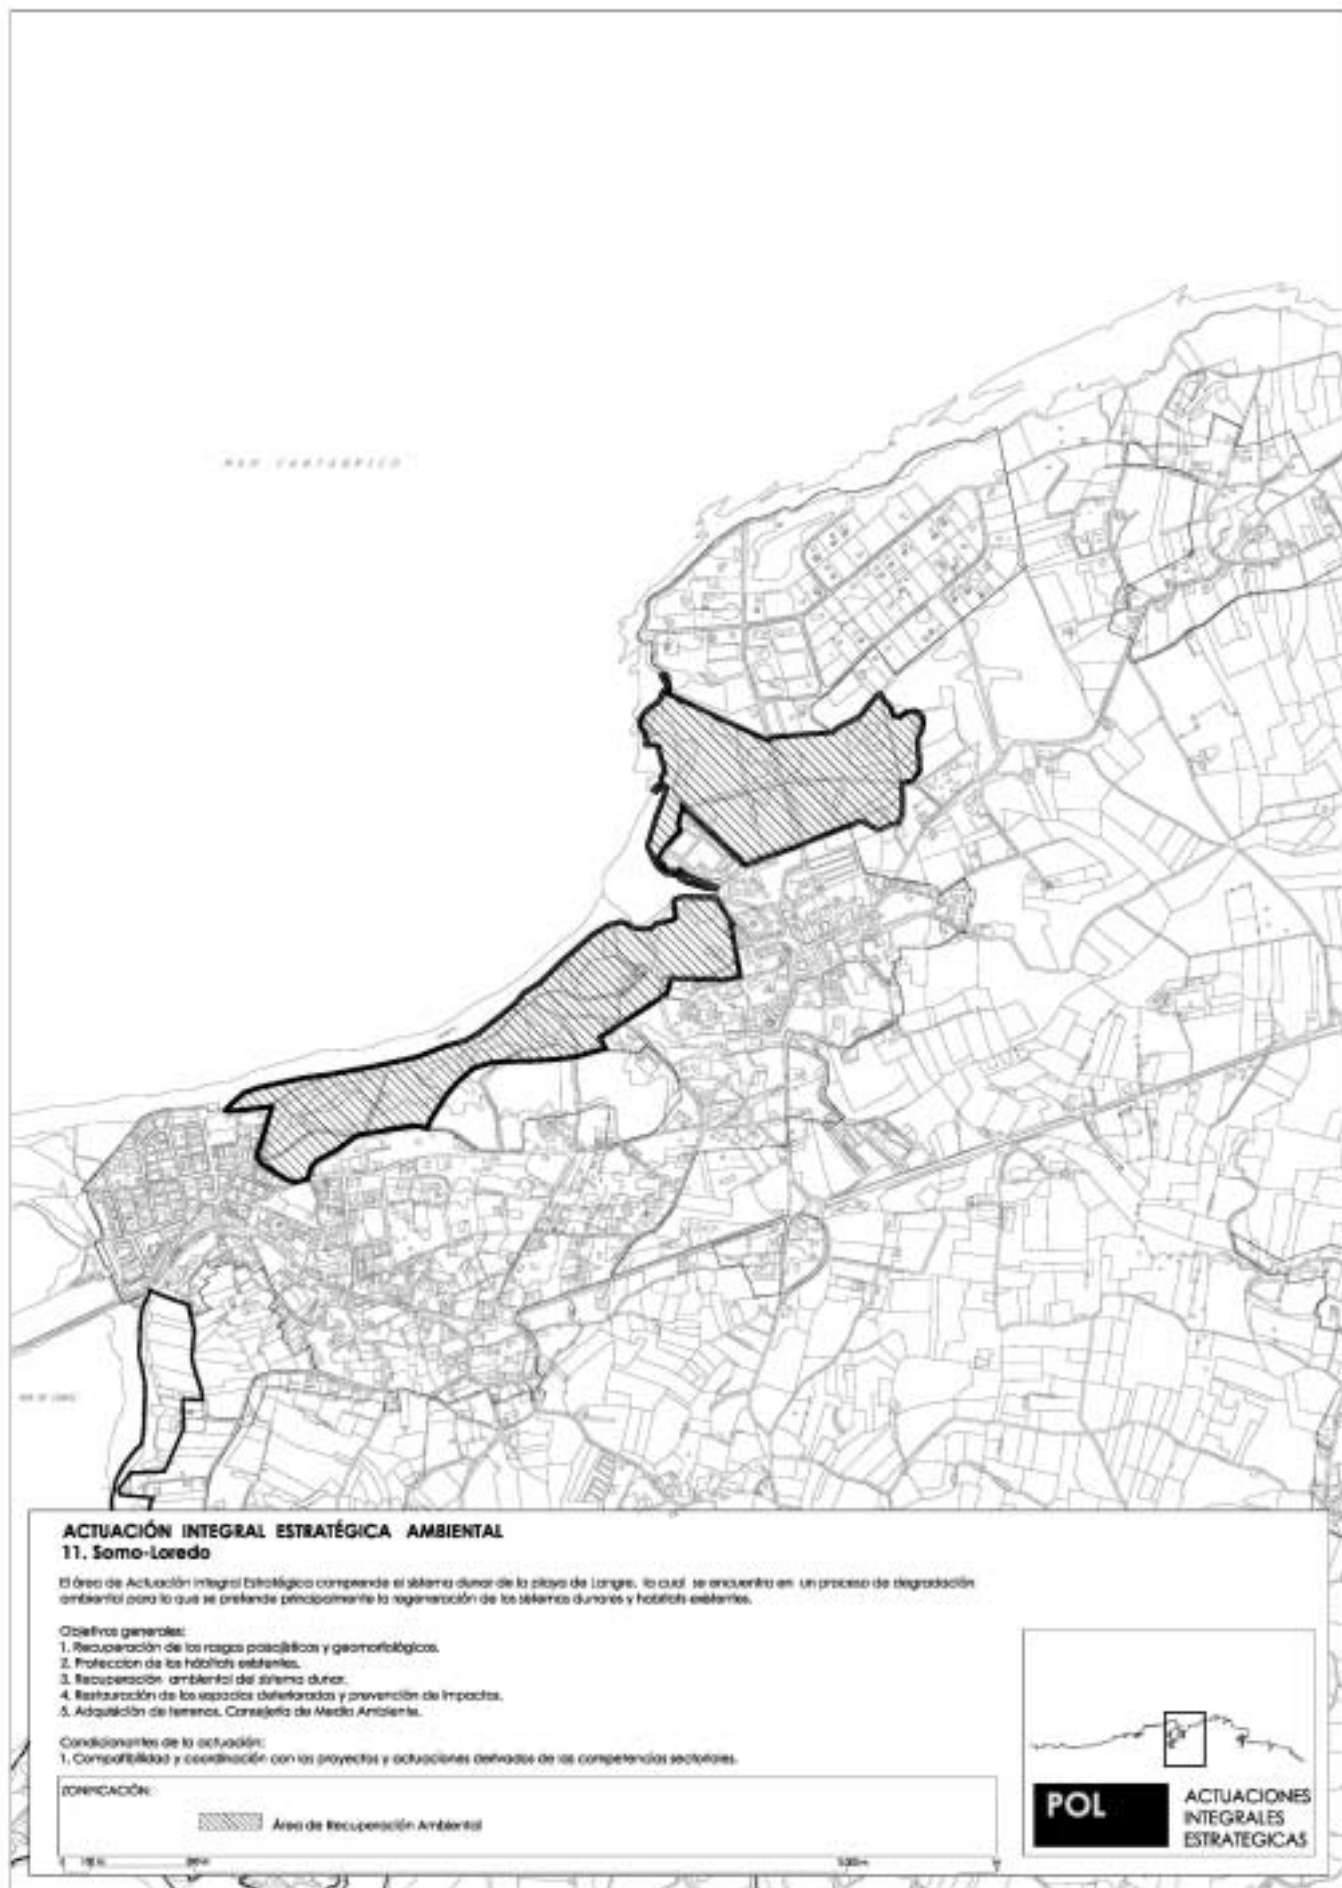 MAR CANTABRICO
ACTUACIÓN INTEGRAL ESTRATÉGICA AMBIENTAL
11. Somo-Loredo
El área de Actuación Integral Estratégica comprende el sistema dunar de la playa de Langre, la cual se encuentra en un proceso de degradación
ambiental para lo que se pretende principalmente la regeneración de los sistemas dunares y habitats existentes.
Objetivos generales:
1. Recuperación de los rasgos paisajísticos y geomorfológicos.
2. Proteccion de los hábitats existentes.
3. Recuperación ambiental del sistema dunar.
4. Restauración de los espacios deteriorados y prevención de impactos.
5. Adquisición de terrenos. Consejería de Medio Ambiente.
Condicionantes de la actuación:
1. Compatibilidad y coordinación con los proyectos y actuaciones derivados de las competencias sectoriales.
ZONIFICACIÓN:
Área de Recuperación Ambiental
POL
ACTUACIONES
INTEGRALES
ESTRATEGICAS